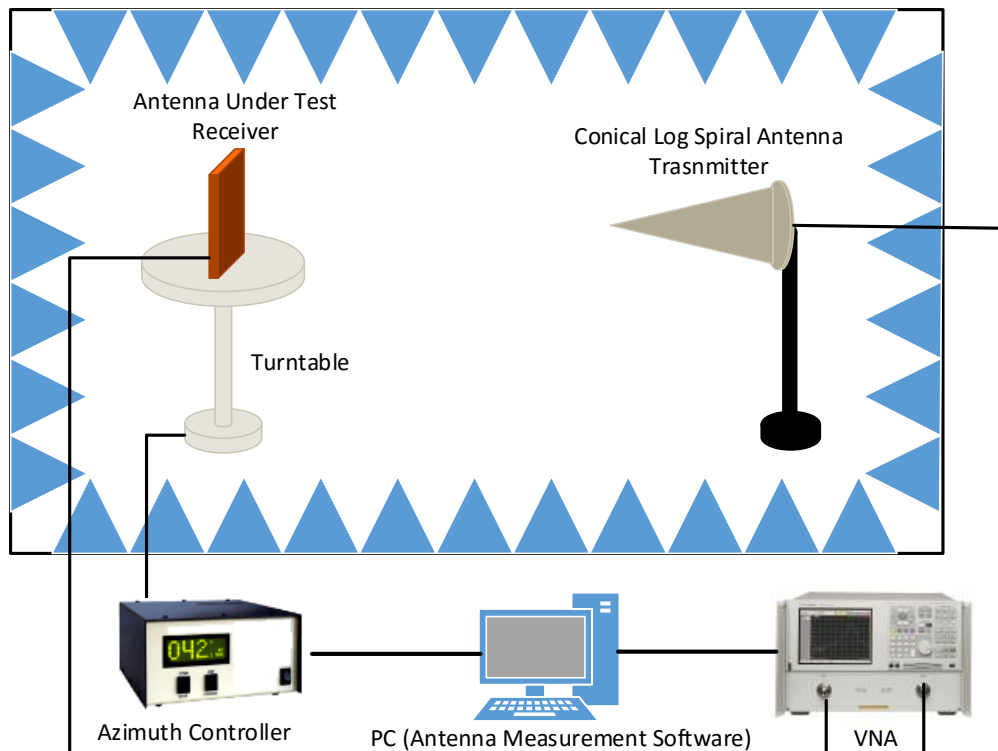 Antenna Under Test
Receiver
Conical Log Spiral Antenna
Trasnmitter
Turntable
042
Azimuth Controller
PC (Antenna Measurement Software)
VNA